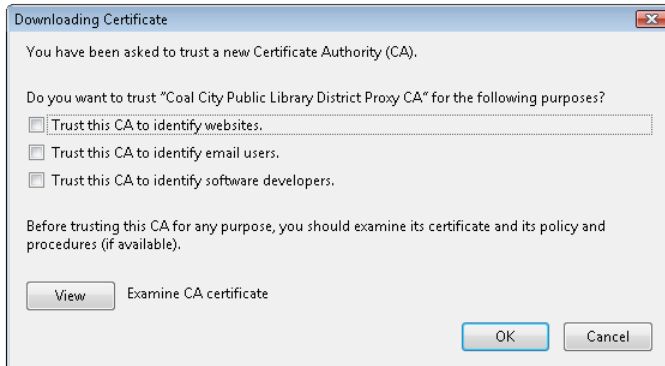 Downloading Certificate
You have been asked to trust a new Certificate Authority (CA).
Do you want to trust "Coal City Public Library District Proxy CA" for the following purposes?
Trust this CA to identify websites.
Trust this CA to identify email users.
Trust this CA to identify software developers.
Before trusting this CA for any purpose, you should examine its certificate and its policy and
procedures (if available).
View Examine CA certificate
OK Cancel